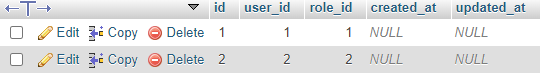 id user_id role_id created_at updated_at
Edit Copy Delete 1 1 1 NULL NULL
Edit Copy Delete 2 2 2 NULL NULL